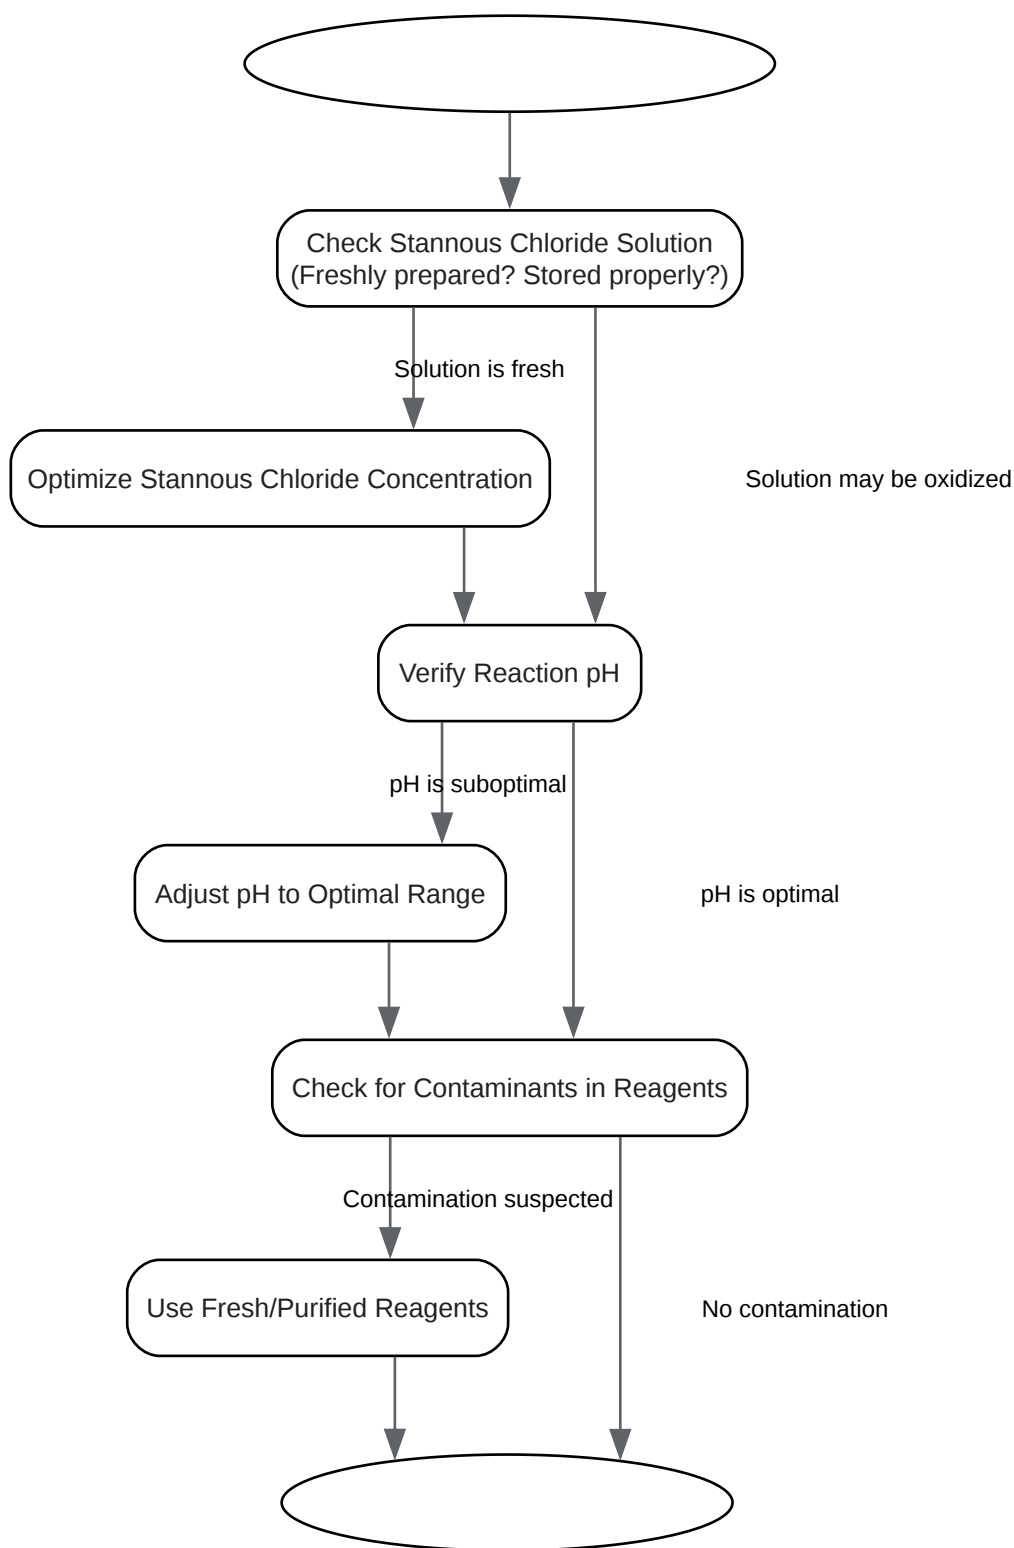 Check Stannous Chloride Solution
(Freshly prepared? Stored properly?)
Solution is fresh
Optimize Stannous Chloride Concentration
Solution may be oxidized
Verify Reaction pH
pH is suboptimal
Adjust pH to Optimal Range
pH is optimal
Check for Contaminants in Reagents
Contamination suspected
Use Fresh/Purified Reagents
No contamination